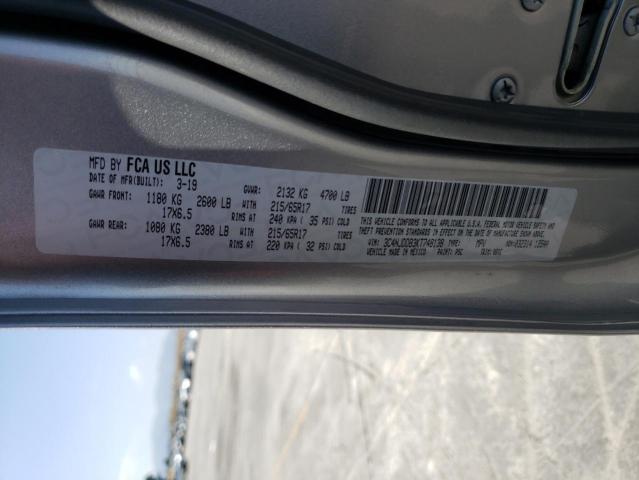 MFD BY FCA US LLC
DATE OF MFR(BUILT): 3-19 GVWR: 2132 KG 4700 LB
GAWR FRONT: 1180 KG 2600 LB WITH 215/65R17 TIRES
17X6.5 RIMS AT 240 KPA ( 35 PSI) COLD
GAWR REAR: 1080 KG 2380 LB WITH 215/65R17 TIRES
17X6.5 RIMS AT 220 KPA ( 32 PSI) COLD
THIS VEHICLE CONFORMS TO ALL APPLICABLE U.S.A. FEDERAL MOTOR VEHICLE SAFETY AND
THEFT PREVENTION STANDARDS IN EFFECT ON THE DATE OF MANUFACTURE SHOWN ABOVE.
VIN: 3C4NJDDB3KT748138 TYPE: MPV
VEHICLE MADE IN MEXICO PAINT: PSC TRIM: